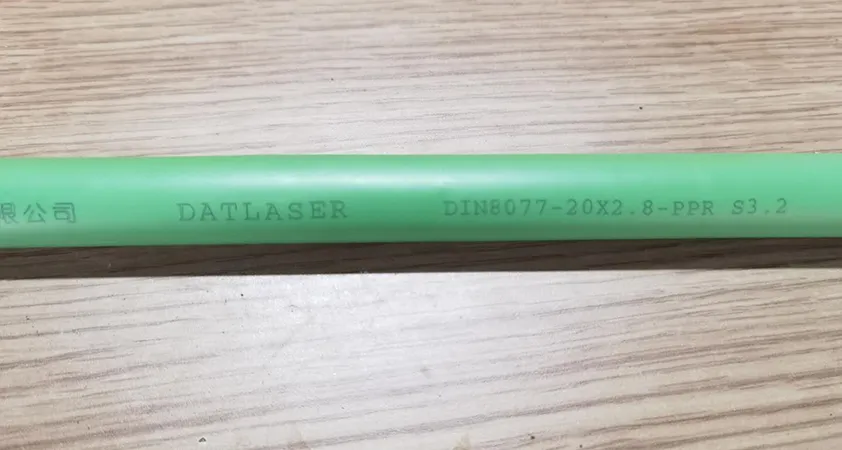 限公司 DATLASER DIN8077-20X2.8-PPR S3.2